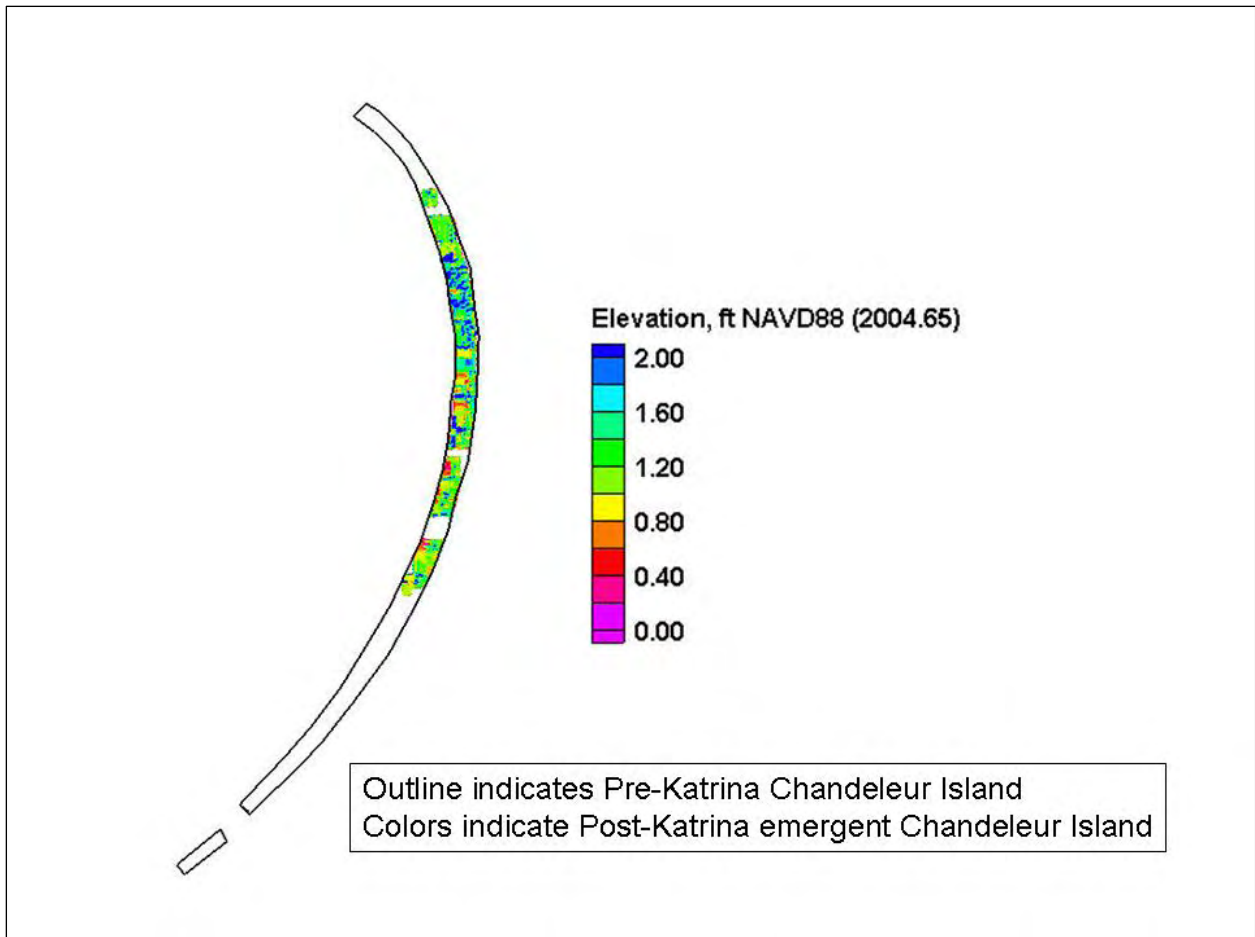 Elevation, ft NAVD88 (2004.65)
2.00
1.60
1.20
0.80
0.40
0.00
Outline indicates Pre-Katrina Chandeleur Island
Colors indicate Post-Katrina emergent Chandeleur Island